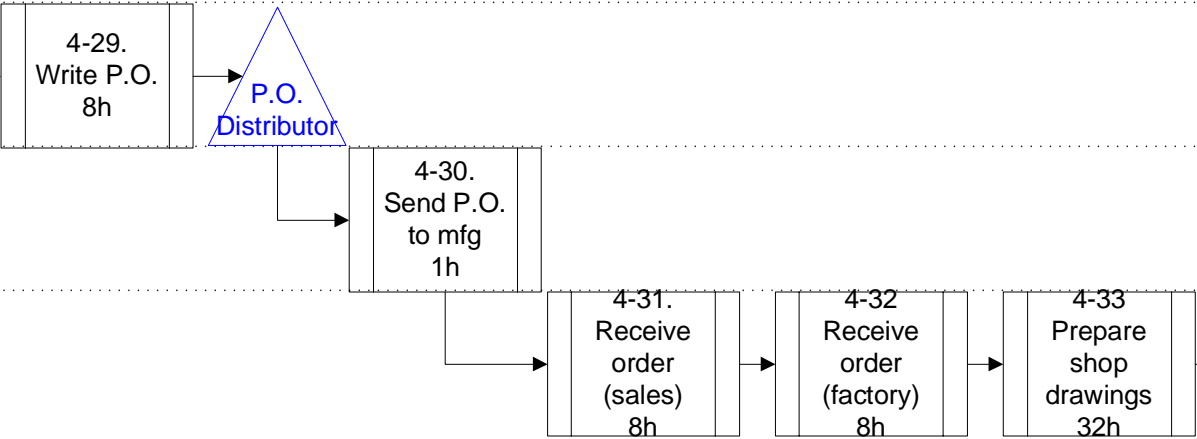 4-29.
Write P.O.
8h
P.O.
Distributor
4-30.
Send P.O.
to mfg
1h
4-31.
Receive
order
(sales)
8h
4-32
Receive
order
(factory)
8h
4-33
Prepare
shop
drawings
32h